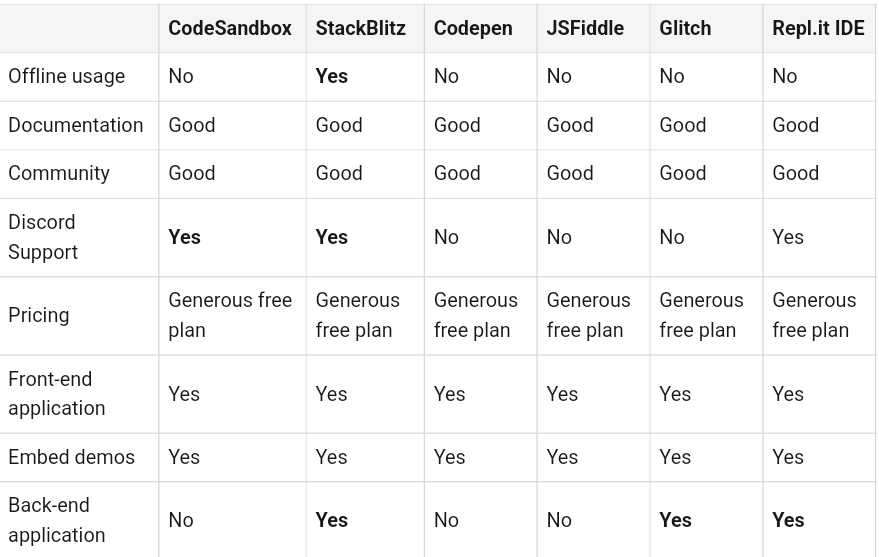 CodeSandbox StackBlitz Codepen JSFiddle Glitch Repl.it IDE
Offline usage No Yes No No No No
Documentation Good Good Good Good Good Good
Community Good Good Good Good Good Good
Discord
Support Yes Yes No No No Yes
Pricing Generous free plan Generous free plan Generous free plan Generous free plan Generous free plan Generous free plan
Front-end
application Yes Yes Yes Yes Yes Yes
Embed demos Yes Yes Yes Yes Yes Yes
Back-end
application No Yes No No Yes Yes